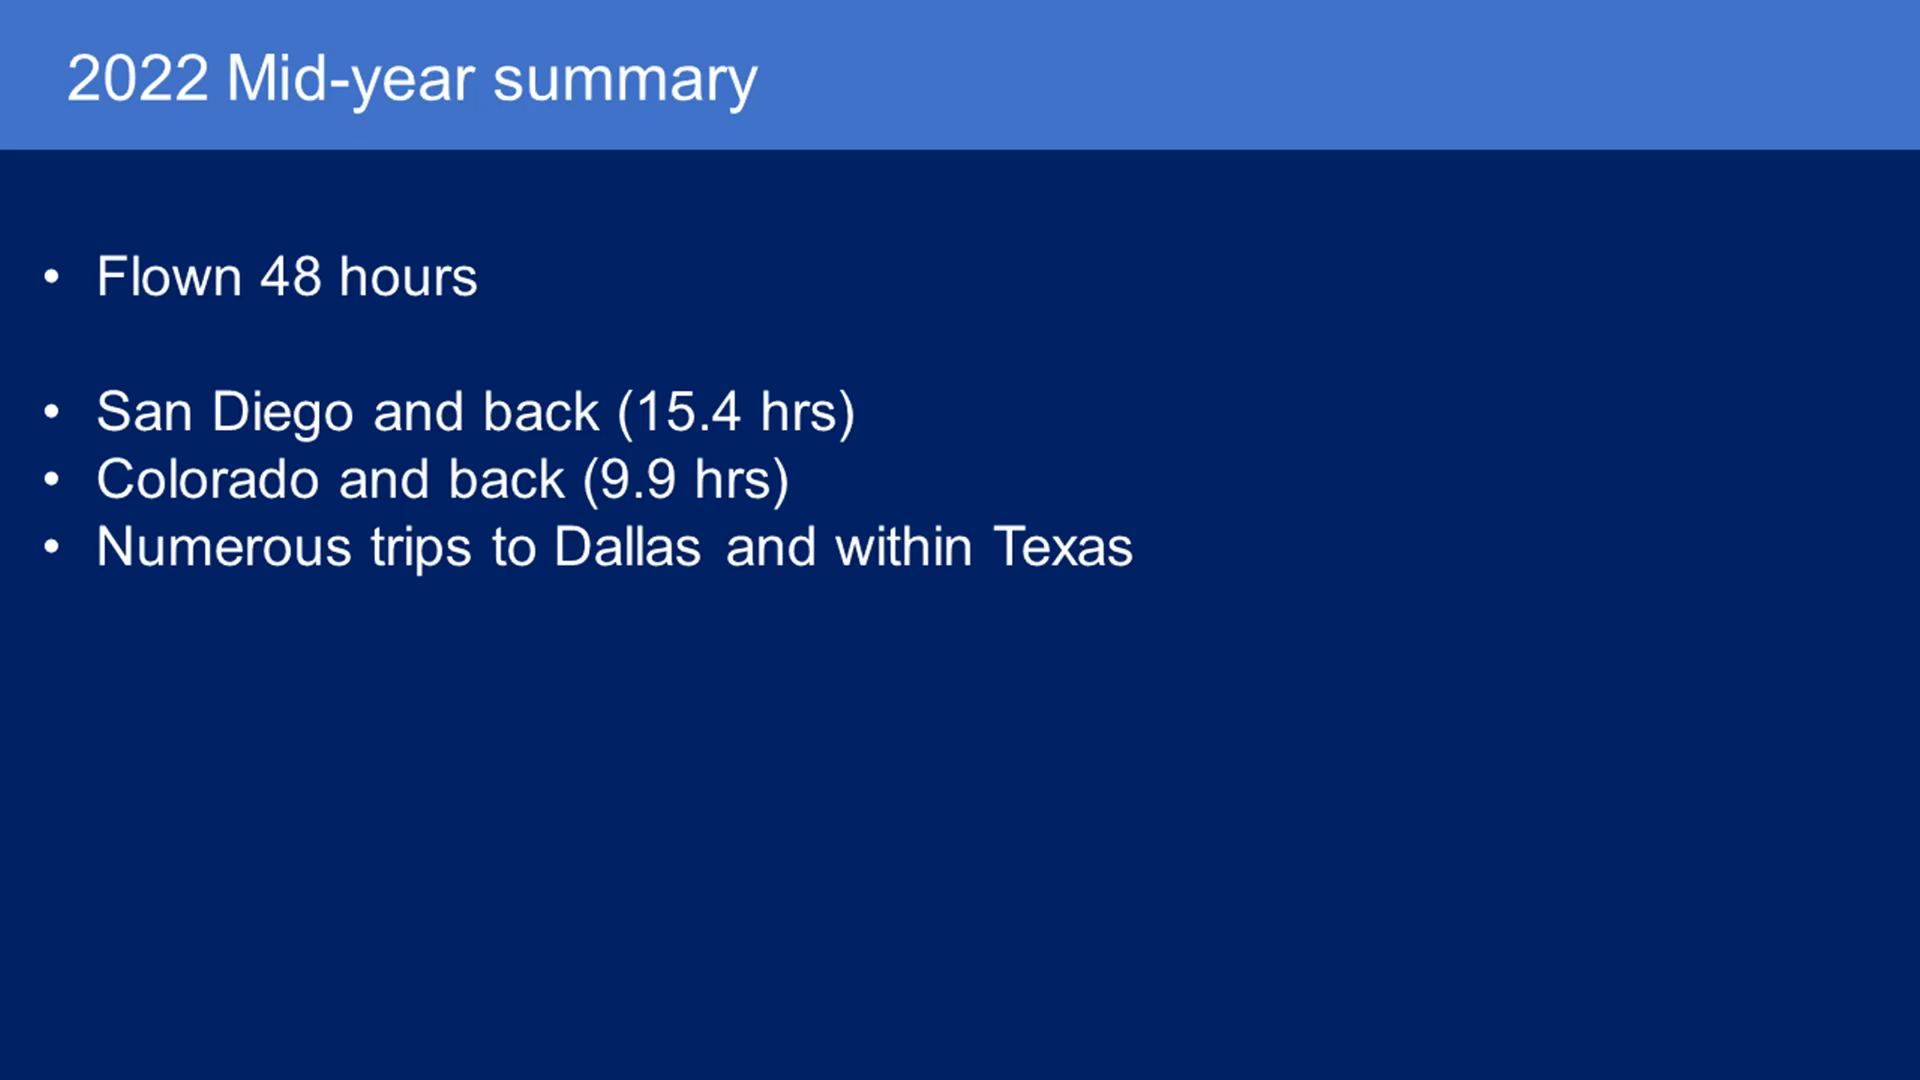 2022 Mid-year summary
• Flown 48 hours
• San Diego and back (15.4 hrs)
• Colorado and back (9.9 hrs)
• Numerous trips to Dallas and within Texas